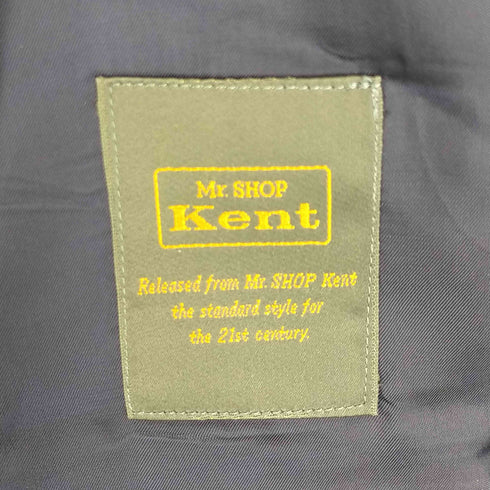 Mr. SHOP
Kent
Released from Mr. SHOP Kent
the standard style for
the 21st century.